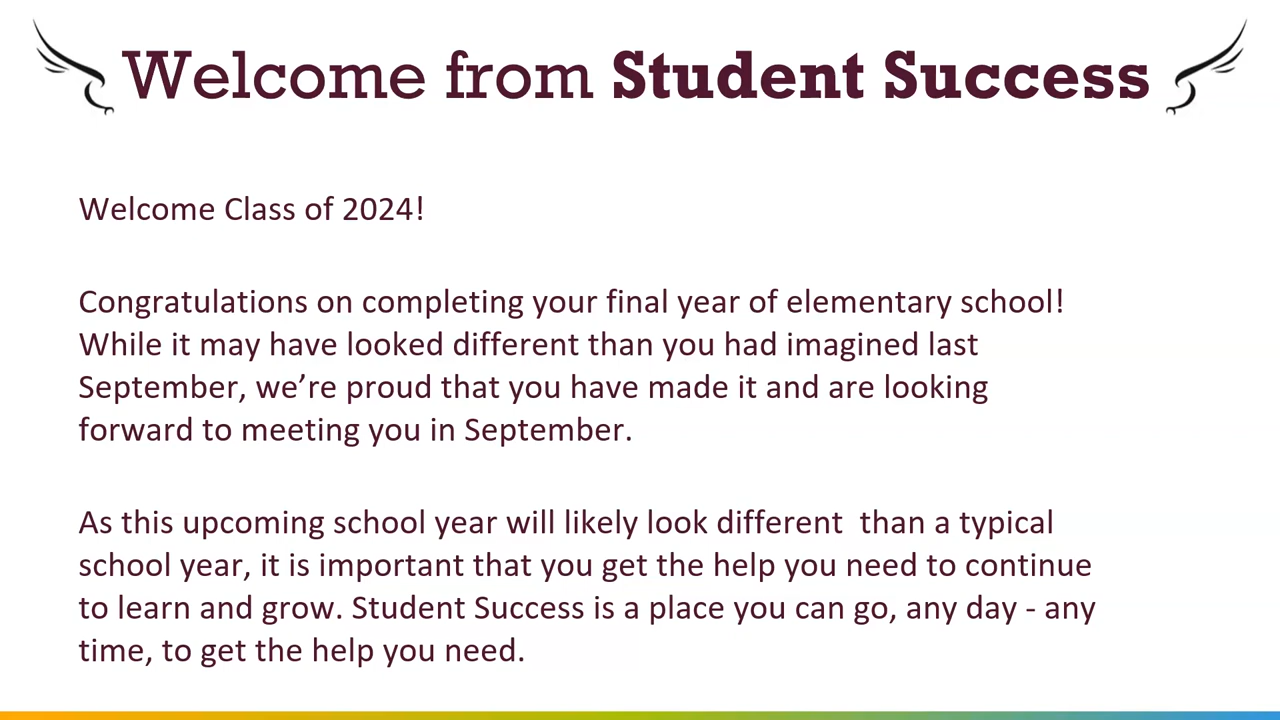 Welcome from Student Success
Welcome Class of 2024!
Congratulations on completing your final year of elementary school!
While it may have looked different than you had imagined last
September, we’re proud that you have made it and are looking
forward to meeting you in September.
As this upcoming school year will likely look different  than a typical
school year, it is important that you get the help you need to continue
to learn and grow. Student Success is a place you can go, any day - any
time, to get the help you need.